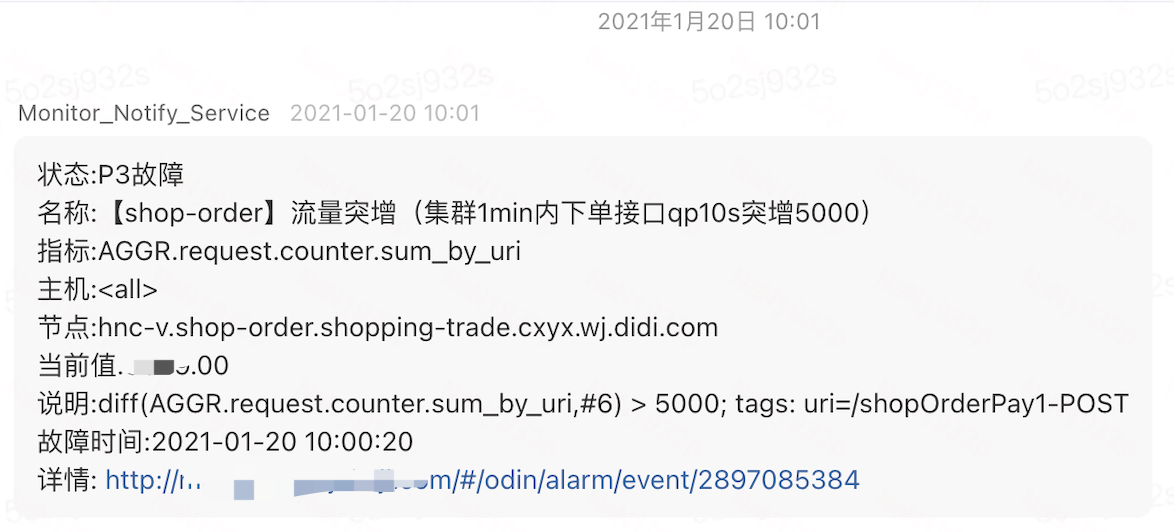 2021年1月20日 10:01
5o2sj932s 5o2sj932s 5o2sj932s 5o2sj932s
Monitor_Notify_Service 2021-01-20 10:01
状态:P3故障
名称:【shop-order】流量突增（集群1min内下单接口qp10s突增5000）
指标:AGGR.request.counter.sum_by_uri
主机:<all>
节点:hnc-v.shop-order.shopping-trade.cxyx.wj.didi.com
当前值. .00
说明:diff(AGGR.request.counter.sum_by_uri,#6) > 5000; tags: uri=/shopOrderPay1-POST
故障时间:2021-01-20 10:00:20
详情: http:// m/#/odin/alarm/event/2897085384